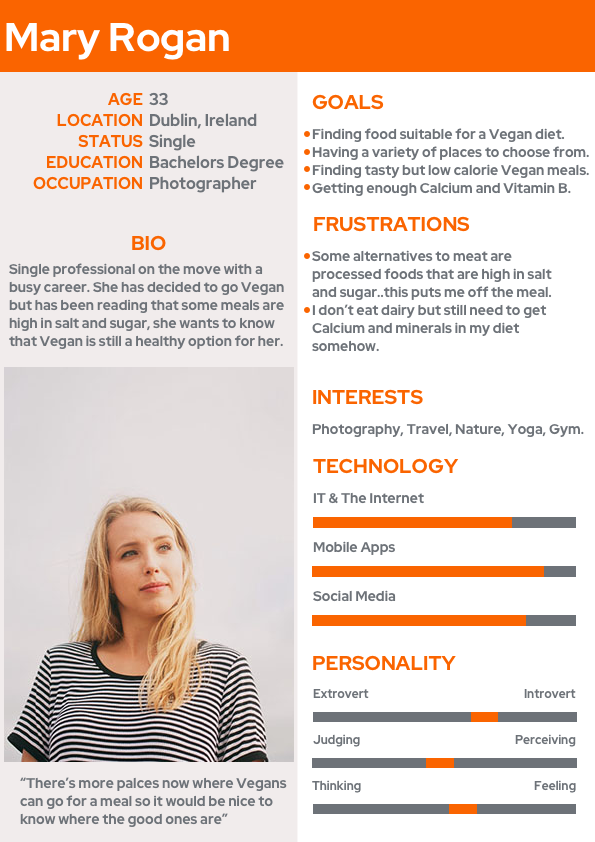 Mary Rogan
AGE 33
LOCATION Dublin, Ireland
STATUS Single
EDUCATION Bachelors Degree
OCCUPATION Photographer
BIO
Single professional on the move with a
busy career. She has decided to go Vegan
but has been reading that some meals are
high in salt and sugar, she wants to know
that Vegan is still a healthy option for her.
“There’s more palces now where Vegans
can go for a meal so it would be nice to
know where the good ones are”
GOALS
•Finding food suitable for a Vegan diet.
•Having a variety of places to choose from.
•Finding tasty but low calorie Vegan meals.
•Getting enough Calcium and Vitamin B.
FRUSTRATIONS
•Some alternatives to meat are
processed foods that are high in salt
and sugar..this puts me off the meal.
•I don’t eat dairy but still need to get
Calcium and minerals in my diet
somehow.
INTERESTS
Photography, Travel, Nature, Yoga, Gym.
TECHNOLOGY
IT & The Internet
Mobile Apps
Social Media
PERSONALITY
Extrovert Introvert
Judging Perceiving
Thinking Feeling